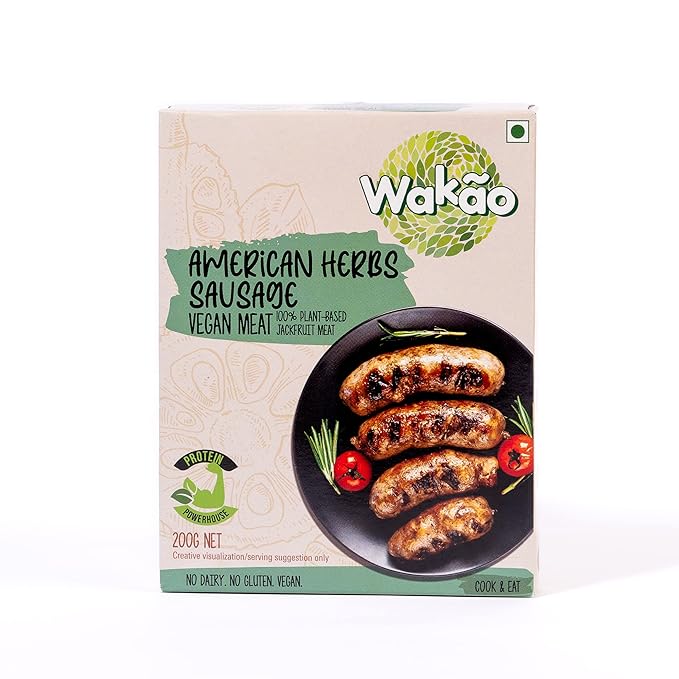 Wakão
AMERICAN HERBS
SAUSAGE
VEGAN MEAT 100% PLANT-BASED
JACKFRUIT MEAT
PROTEIN
POWERHOUSE
200G NET
Creative visualization/serving suggestion only
NO DAIRY. NO GLUTEN. VEGAN.
COOK & EAT